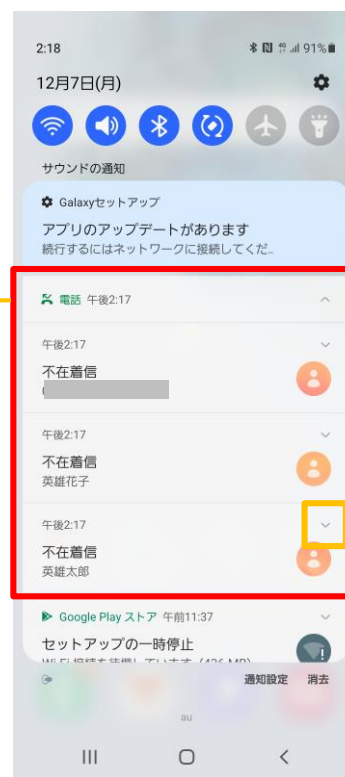 2:18
91%
12月7日(月)
サウンドの通知
Galaxyセットアップ
アプリのアップデートがあります
続行するにはネットワークに接続してくだ…
電話 午後2:17
午後2:17
不在着信
午後2:17
不在着信
英雄花子
午後2:17
不在着信
英雄太郎
Google Play ストア 午前11:37
セットアップの一時停止
通知設定 消去
au